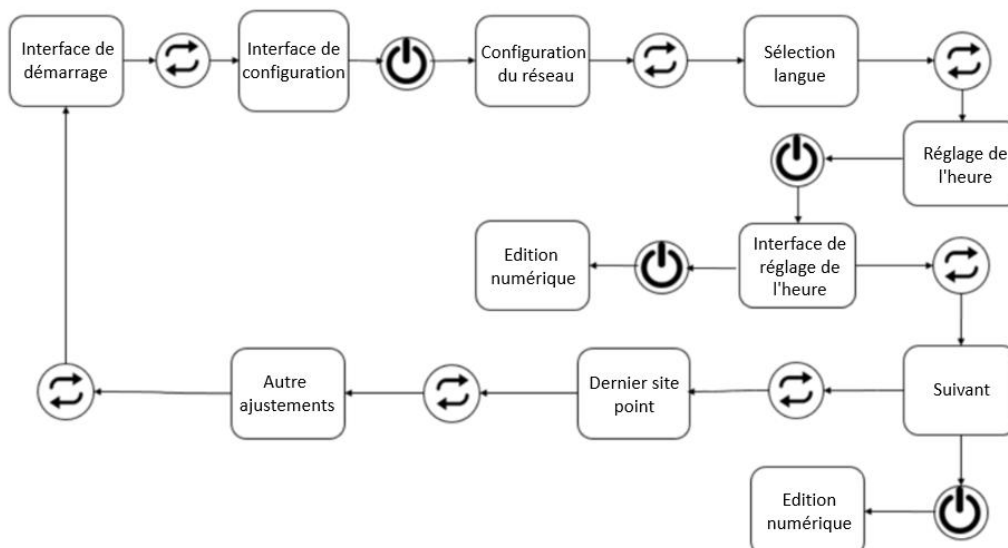 Interface de
démarrage
Interface de
configuration
Configuration
du réseau
Sélection
langue
Réglage de
l'heure
Interface de
réglage de
l'heure
Edition
numérique
Suivant
Dernier site
point
Autre
ajustements
Edition
numérique